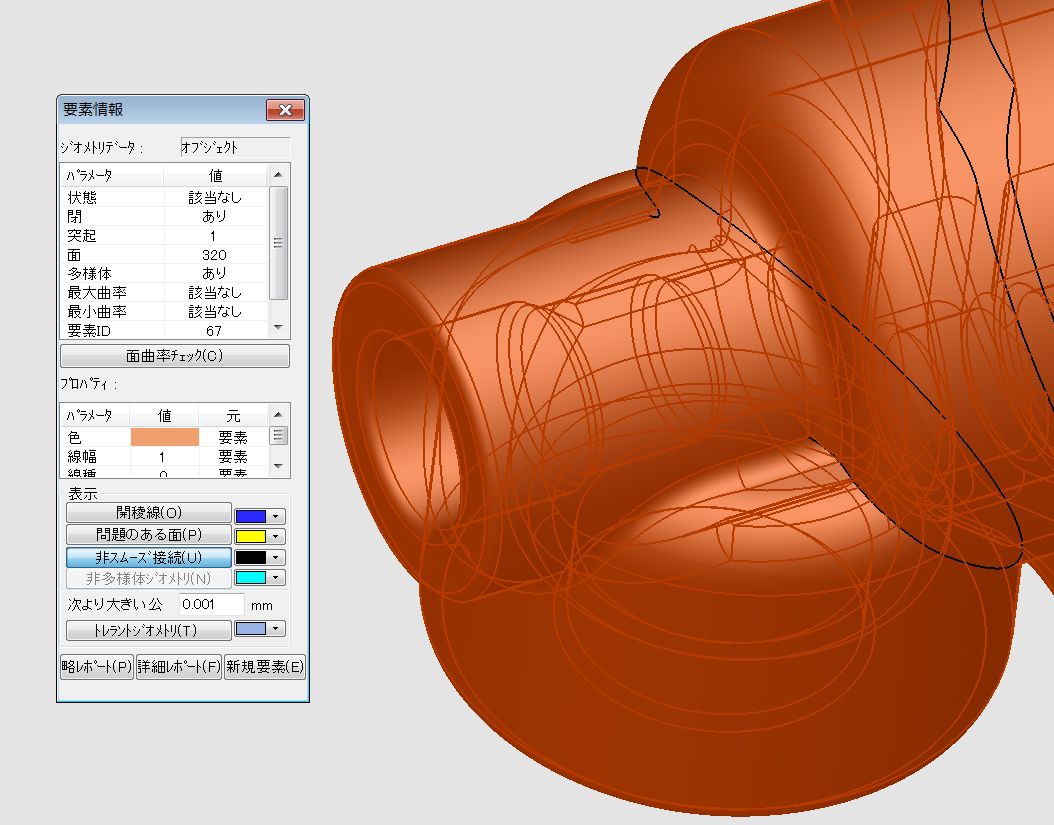 要素情報
ジオメトリデータ : オブジェクト
パラメータ 値
状態 該当なし
閉 あり
突起 1
面 320
多様体 あり
最大曲率 該当なし
最小曲率 該当なし
要素ID 67
面曲率チェック(C)
プロパティ :
パラメータ 値 元
色 要素
線幅 1 要素
線種 0 要素
表示
開稜線(O)
問題のある面(P)
非スムーズ接続(U)
非多様体ジオメトリ(N)
次より大きい公 0.001 mm
トレラントジオメトリ(T)
略レポート(P) 詳細レポート(F) 新規要素(E)